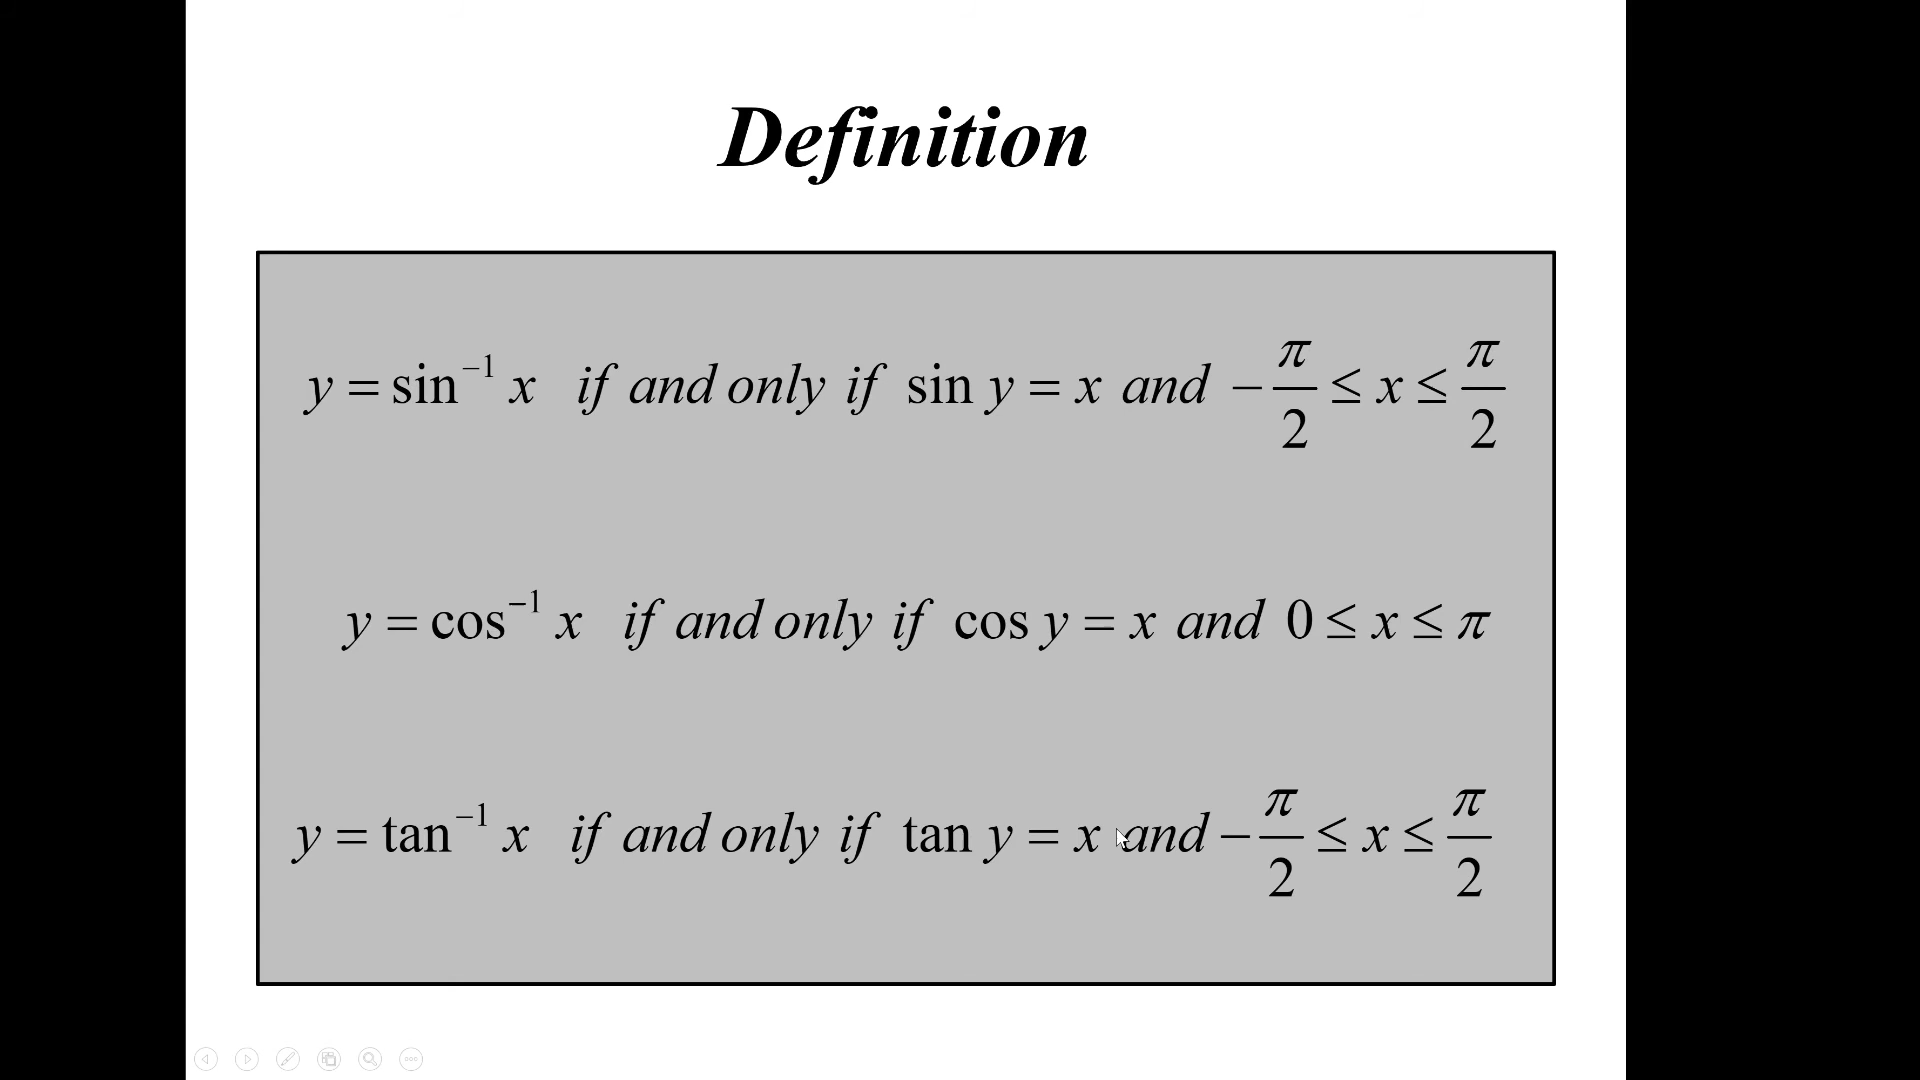 Definition
y = sin⁻¹ x if and only if sin y = x and −π/2 ≤ x ≤ π/2
y = cos⁻¹ x if and only if cos y = x and 0 ≤ x ≤ π
y = tan⁻¹ x if and only if tan y = x and −π/2 ≤ x ≤ π/2